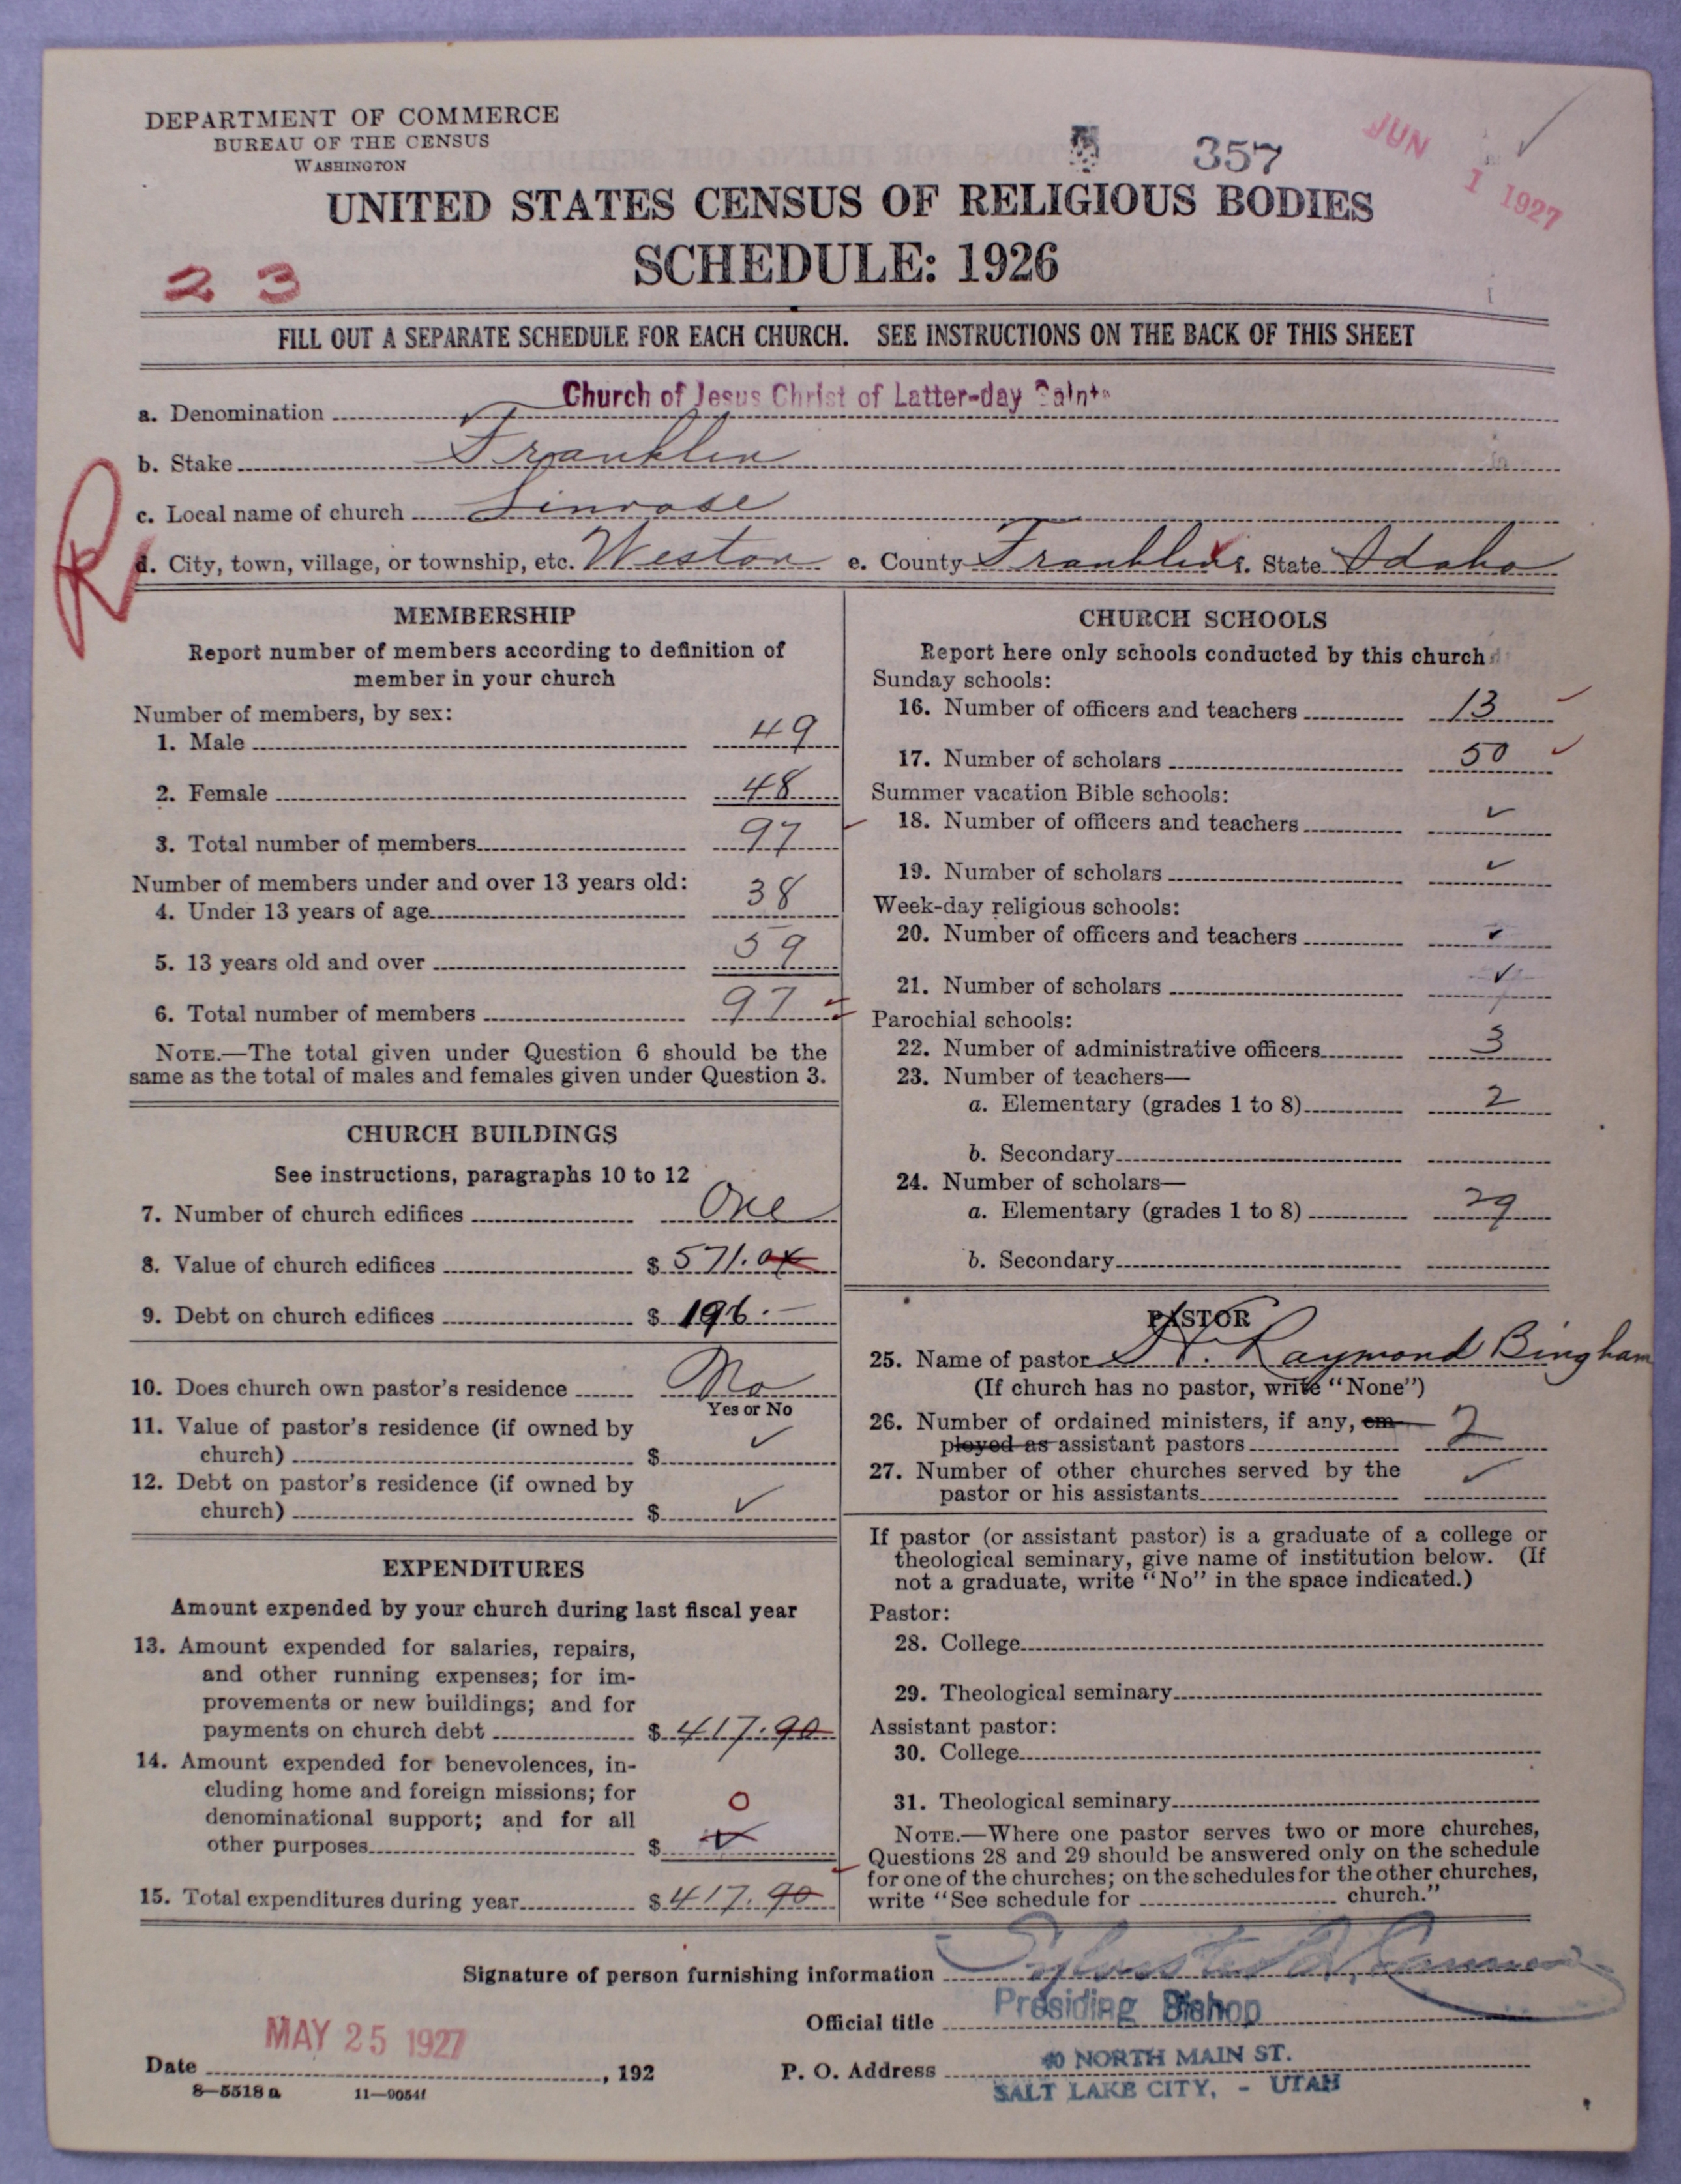 DEPARTMENT OF COMMERCE
BUREAU OF THE CENSUS
WASHINGTON
357
JUN 1 1927
UNITED STATES CENSUS OF RELIGIOUS BODIES
SCHEDULE: 1926
2 3
FILL OUT A SEPARATE SCHEDULE FOR EACH CHURCH. SEE INSTRUCTIONS ON THE BACK OF THIS SHEET
a. Denomination Church of Jesus Christ of Latter-day Saints
b. Stake Franklin
c. Local name of church Linrose
R
d. City, town, village, or township, etc. Weston e. County Franklin f. State Idaho
MEMBERSHIP
Report number of members according to definition of
member in your church
Number of members, by sex:
1. Male 49
2. Female 48
3. Total number of members 97
Number of members under and over 13 years old:
4. Under 13 years of age 38
5. 13 years old and over 59
6. Total number of members 97
NOTE.—The total given under Question 6 should be the
same as the total of males and females given under Question 3.
CHURCH BUILDINGS
See instructions, paragraphs 10 to 12
7. Number of church edifices One
8. Value of church edifices $ 571.
9. Debt on church edifices $ 196.—
10. Does church own pastor's residence No
Yes or No
11. Value of pastor's residence (if owned by
church) $ ✓
12. Debt on pastor's residence (if owned by
church) $ ✓
EXPENDITURES
Amount expended by your church during last fiscal year
13. Amount expended for salaries, repairs,
and other running expenses; for im-
provements or new buildings; and for
payments on church debt $ 417.90
14. Amount expended for benevolences, in-
cluding home and foreign missions; for
denominational support; and for all 0
other purposes $ ✓
15. Total expenditures during year $ 417.90
CHURCH SCHOOLS
Report here only schools conducted by this church
Sunday schools:
16. Number of officers and teachers 13
17. Number of scholars 50
Summer vacation Bible schools:
18. Number of officers and teachers ✓
19. Number of scholars ✓
Week-day religious schools:
20. Number of officers and teachers ✓
21. Number of scholars ✓
Parochial schools:
22. Number of administrative officers 3
23. Number of teachers—
a. Elementary (grades 1 to 8) 2
b. Secondary
24. Number of scholars—
a. Elementary (grades 1 to 8) 29
b. Secondary
PASTOR
25. Name of pastor H. Raymond Bingham
(If church has no pastor, write "None")
26. Number of ordained ministers, if any, em-
ployed as assistant pastors 2
27. Number of other churches served by the
pastor or his assistants ✓
If pastor (or assistant pastor) is a graduate of a college or
theological seminary, give name of institution below. (If
not a graduate, write "No" in the space indicated.)
Pastor:
28. College
29. Theological seminary
Assistant pastor:
30. College
31. Theological seminary
NOTE.—Where one pastor serves two or more churches,
Questions 28 and 29 should be answered only on the schedule
for one of the churches; on the schedules for the other churches,
write "See schedule for church."
Signature of person furnishing information Sylvester Q. Cannon
Official title Presiding Bishop
MAY 25 1927
Date , 192
P. O. Address 40 NORTH MAIN ST.
SALT LAKE CITY, - UTAH
8—5518 a 11—9054f